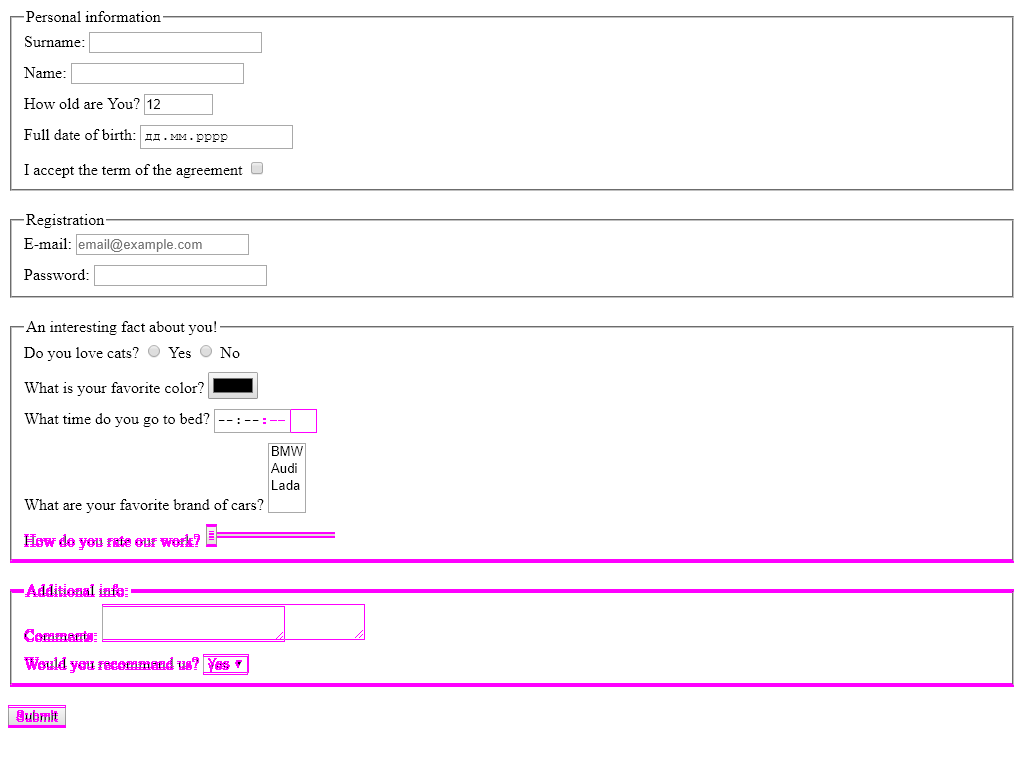 Personal information
Surname:
Name:
How old are You? 12
Full date of birth: дд.мм.рррр
I accept the term of the agreement
Registration
E-mail: email@example.com
Password:
An interesting fact about you!
Do you love cats? Yes No
What is your favorite color?
What time do you go to bed? --:--:--
BMW
Audi
Lada
What are your favorite brand of cars?
How do you rate our work?
Additional info:
Comments:
Would you recommend us? Yes
Submit